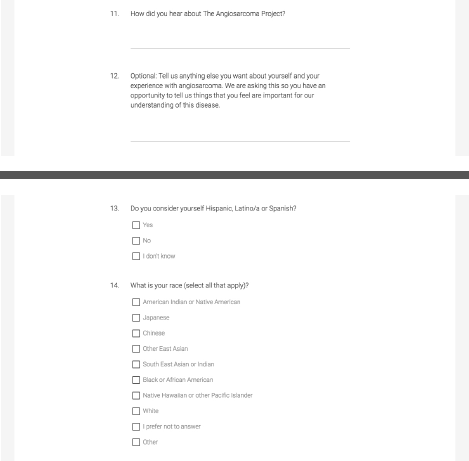 11. How did you hear about The Angiosarcoma Project?
12. Optional: Tell us anything else you want about yourself and your
experience with angiosarcoma. We are asking this so you have an
opportunity to tell us things that you feel are important for our
understanding of this disease.
13. Do you consider yourself Hispanic, Latino/a or Spanish?
Yes
No
I don't know
14. What is your race (select all that apply)?
American Indian or Native American
Japanese
Chinese
Other East Asian
South East Asian or Indian
Black or African American
Native Hawaiian or other Pacific Islander
White
I prefer not to answer
Other